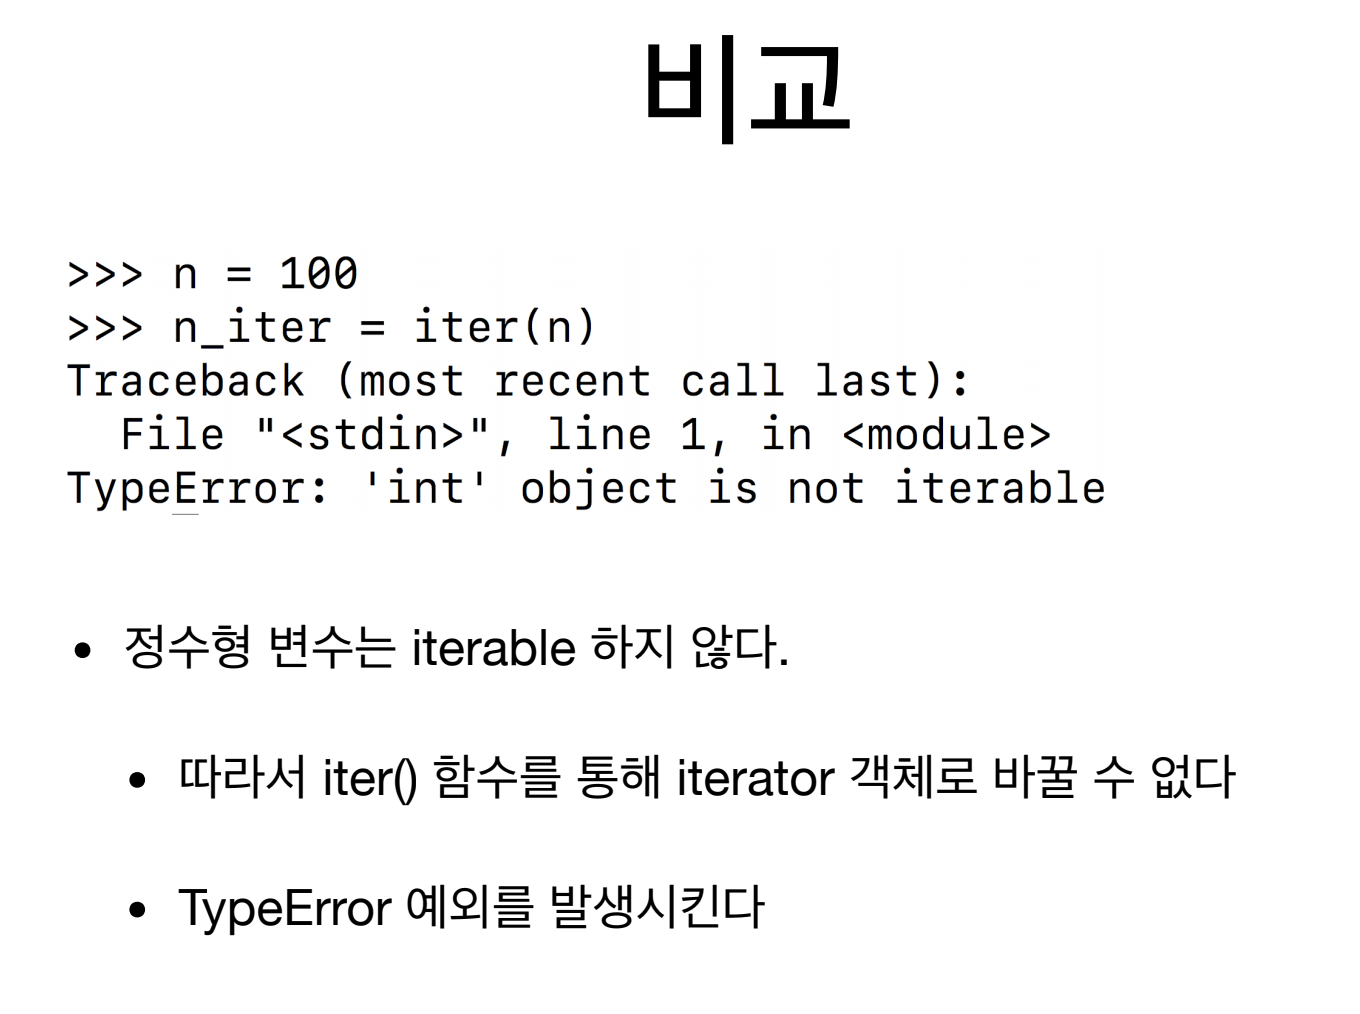 비교
>>> n = 100
>>> n_iter = iter(n)
Traceback (most recent call last):
  File "<stdin>", line 1, in <module>
TypeError: 'int' object is not iterable
• 정수형 변수는 iterable 하지 않다.
• 따라서 iter() 함수를 통해 iterator 객체로 바꿀 수 없다
• TypeError 예외를 발생시킨다